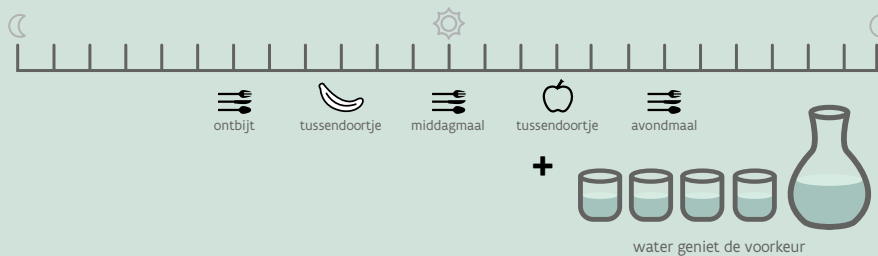 ontbijt tussendoortje middagmaal tussendoortje avondmaal
water geniet de voorkeur